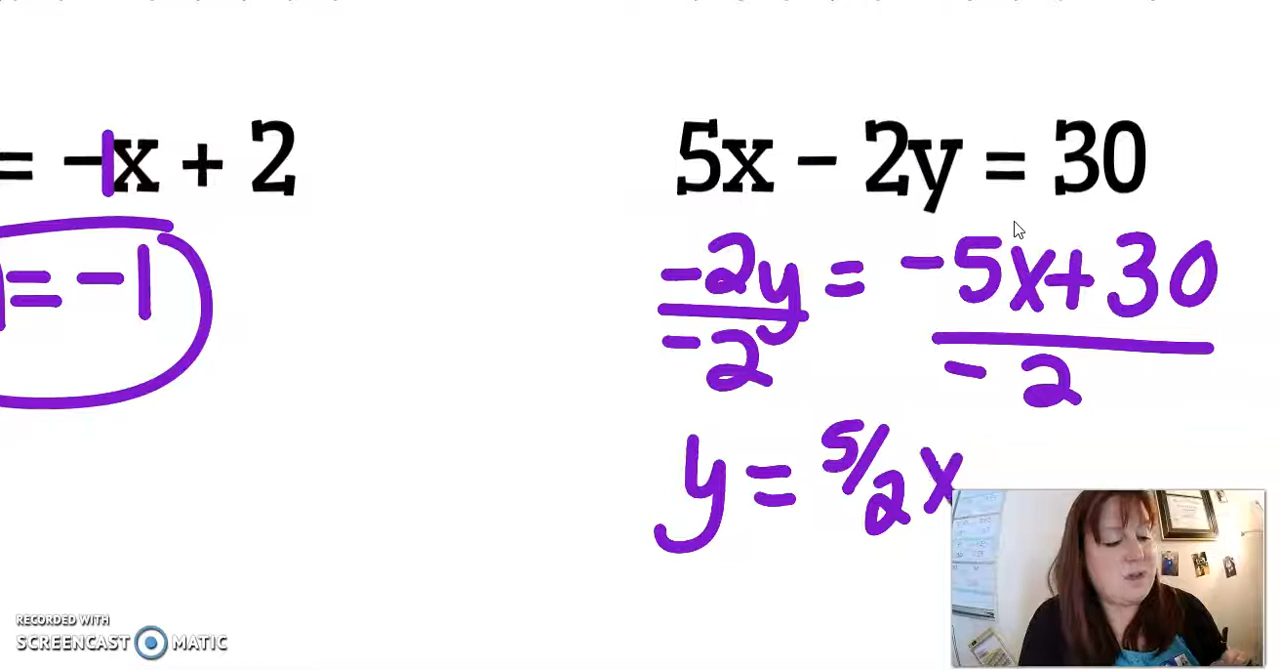 = -1x + 2
= -1
5x – 2y = 30
-2y = -5x+30
-2 -2
y = 5/2x
RECORDED WITH
SCREENCAST MATIC